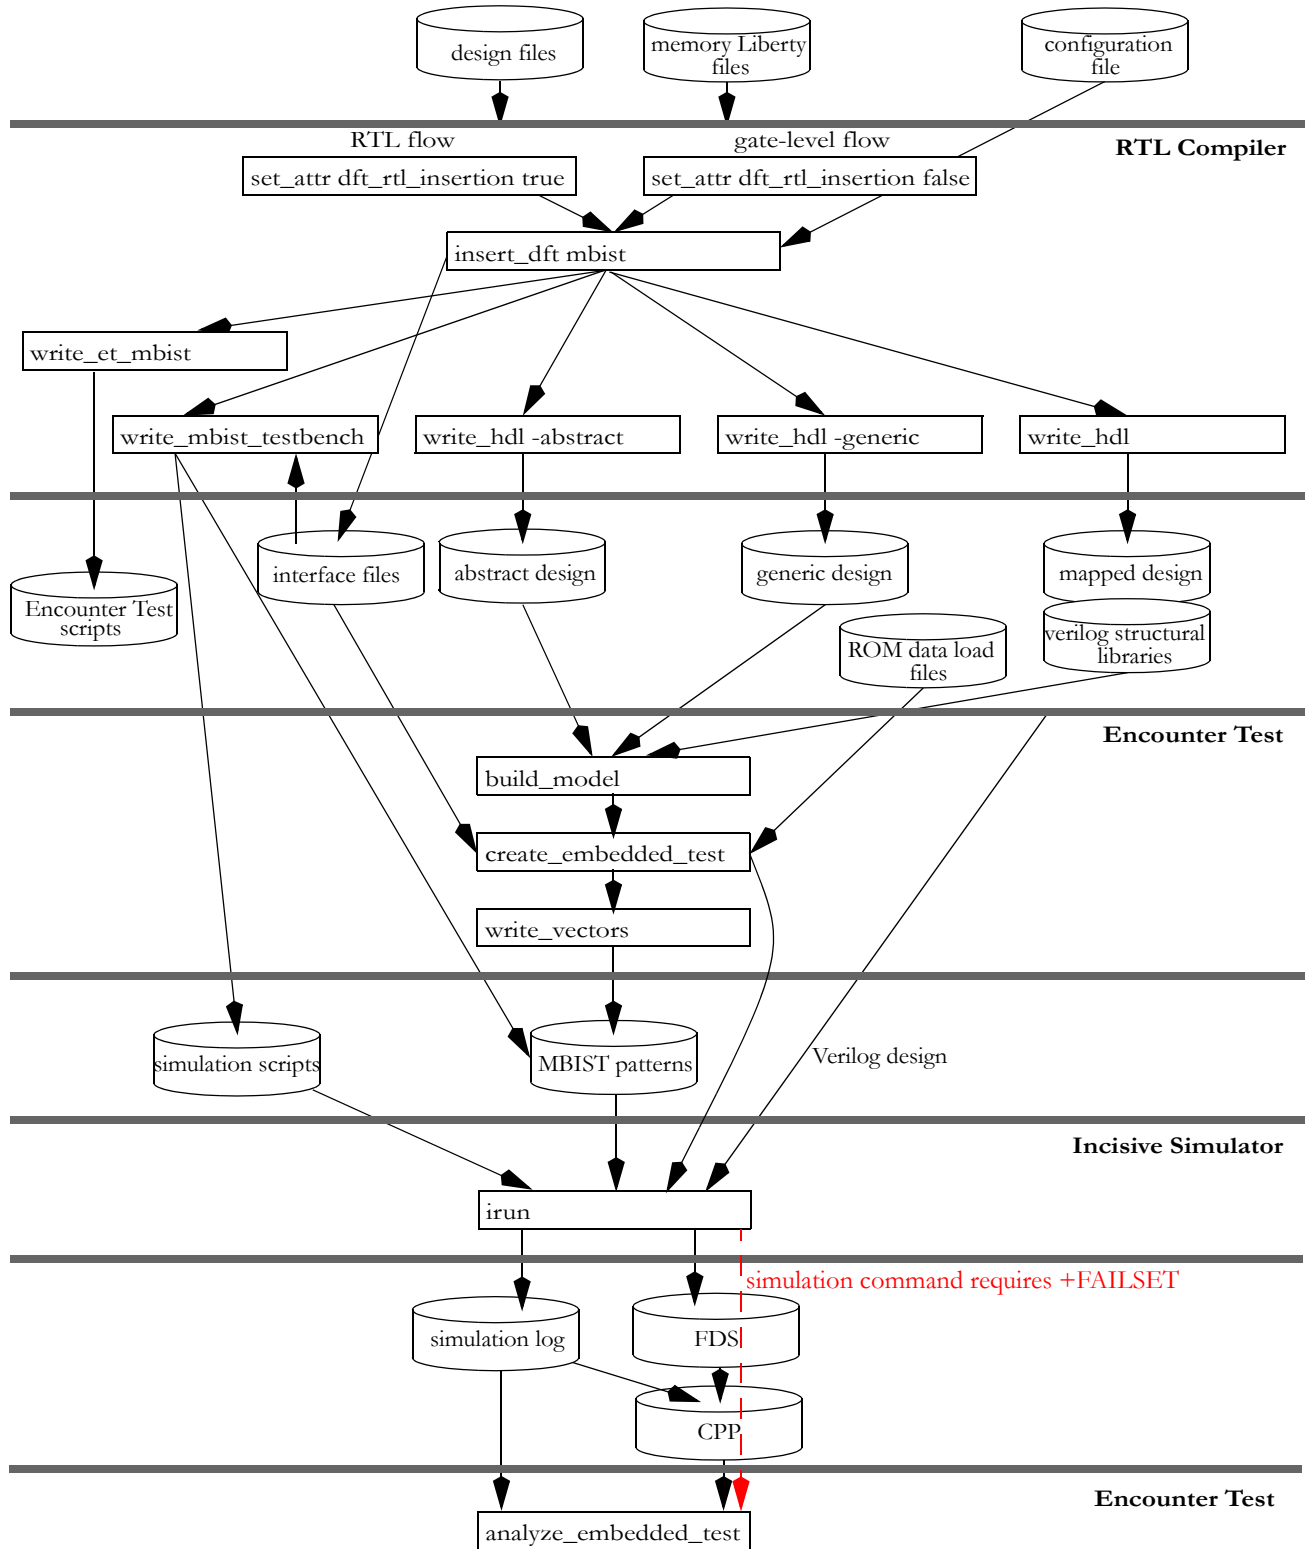 design files
memory Liberty
files
configuration
file
RTL flow
gate-level flow
RTL Compiler
set_attr dft_rtl_insertion true
set_attr dft_rtl_insertion false
insert_dft mbist
write_et_mbist
write_mbist_testbench
write_hdl -abstract
write_hdl -generic
write_hdl
interface files
abstract design
generic design
mapped design
Encounter Test
scripts
verilog structural
libraries
ROM data load
files
Encounter Test
build_model
create_embedded_test
write_vectors
simulation scripts
MBIST patterns
Verilog design
Incisive Simulator
irun
simulation command requires +FAILSET
simulation log
FDS
CPP
Encounter Test
analyze_embedded_test